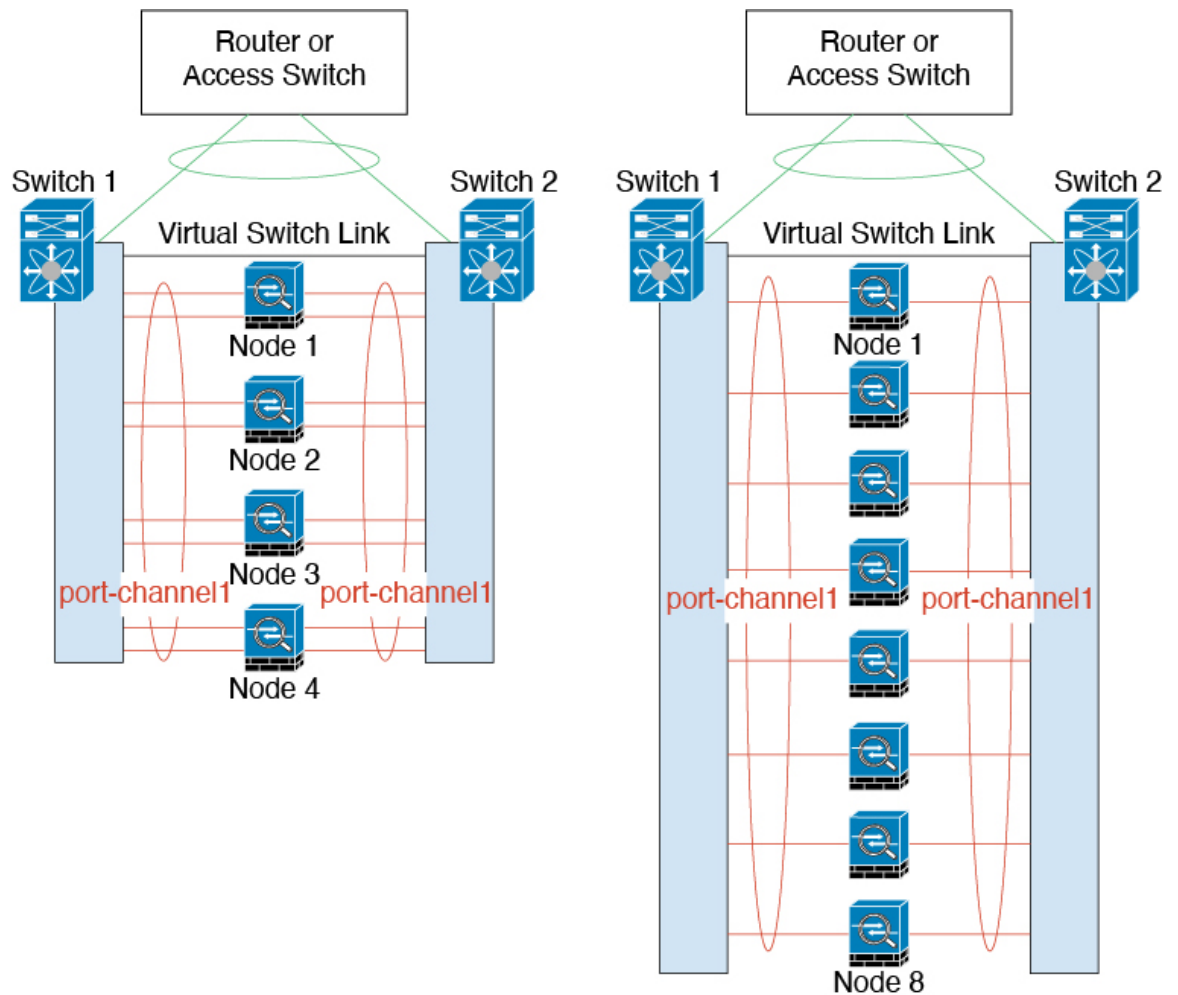 Router or
Access Switch
Switch 1
Switch 2
Virtual Switch Link
Node 1
Node 2
Node 3
port-channel1
port-channel1
Node 4
Router or
Access Switch
Switch 1
Switch 2
Virtual Switch Link
Node 1
port-channel1
port-channel1
Node 8